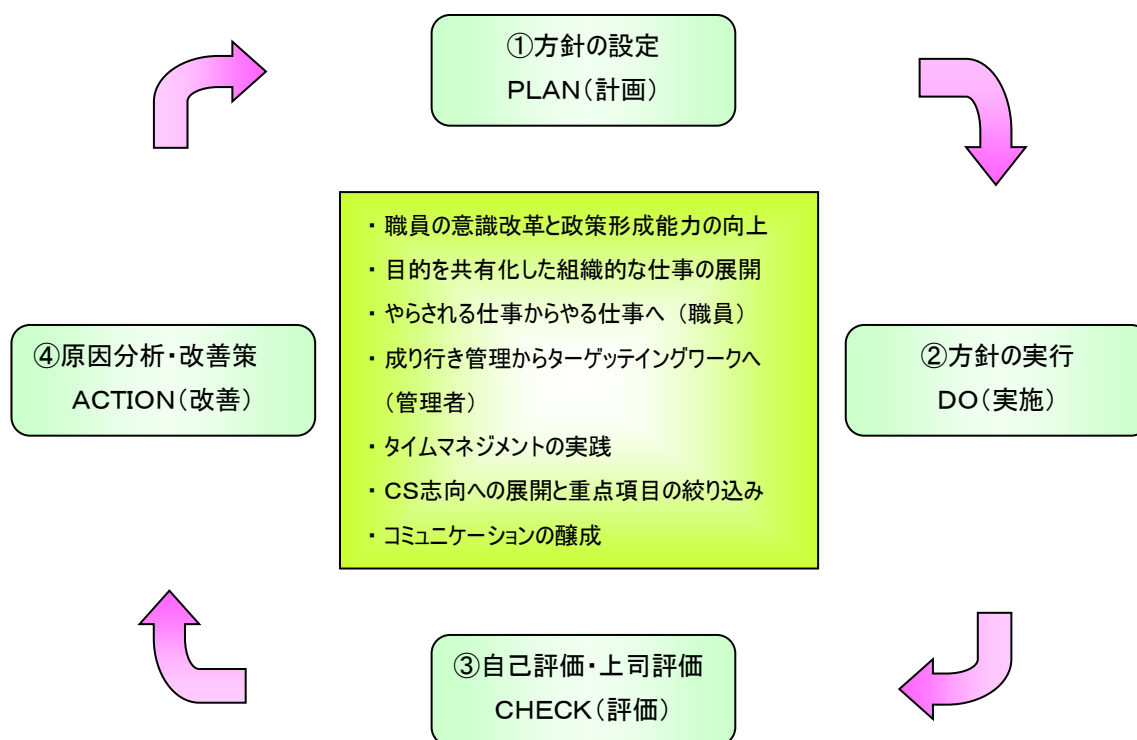 ①方針の設定
PLAN（計画）
・職員の意識改革と政策形成能力の向上
・目的を共有化した組織的な仕事の展開
・やらされる仕事からやる仕事へ（職員）
・成り行き管理からターゲッテイングワークへ
（管理者）
・タイムマネジメントの実践
・CS志向への展開と重点項目の絞り込み
・コミュニケーションの醸成
④原因分析・改善策
ACTION（改善）
②方針の実行
DO（実施）
③自己評価・上司評価
CHECK（評価）